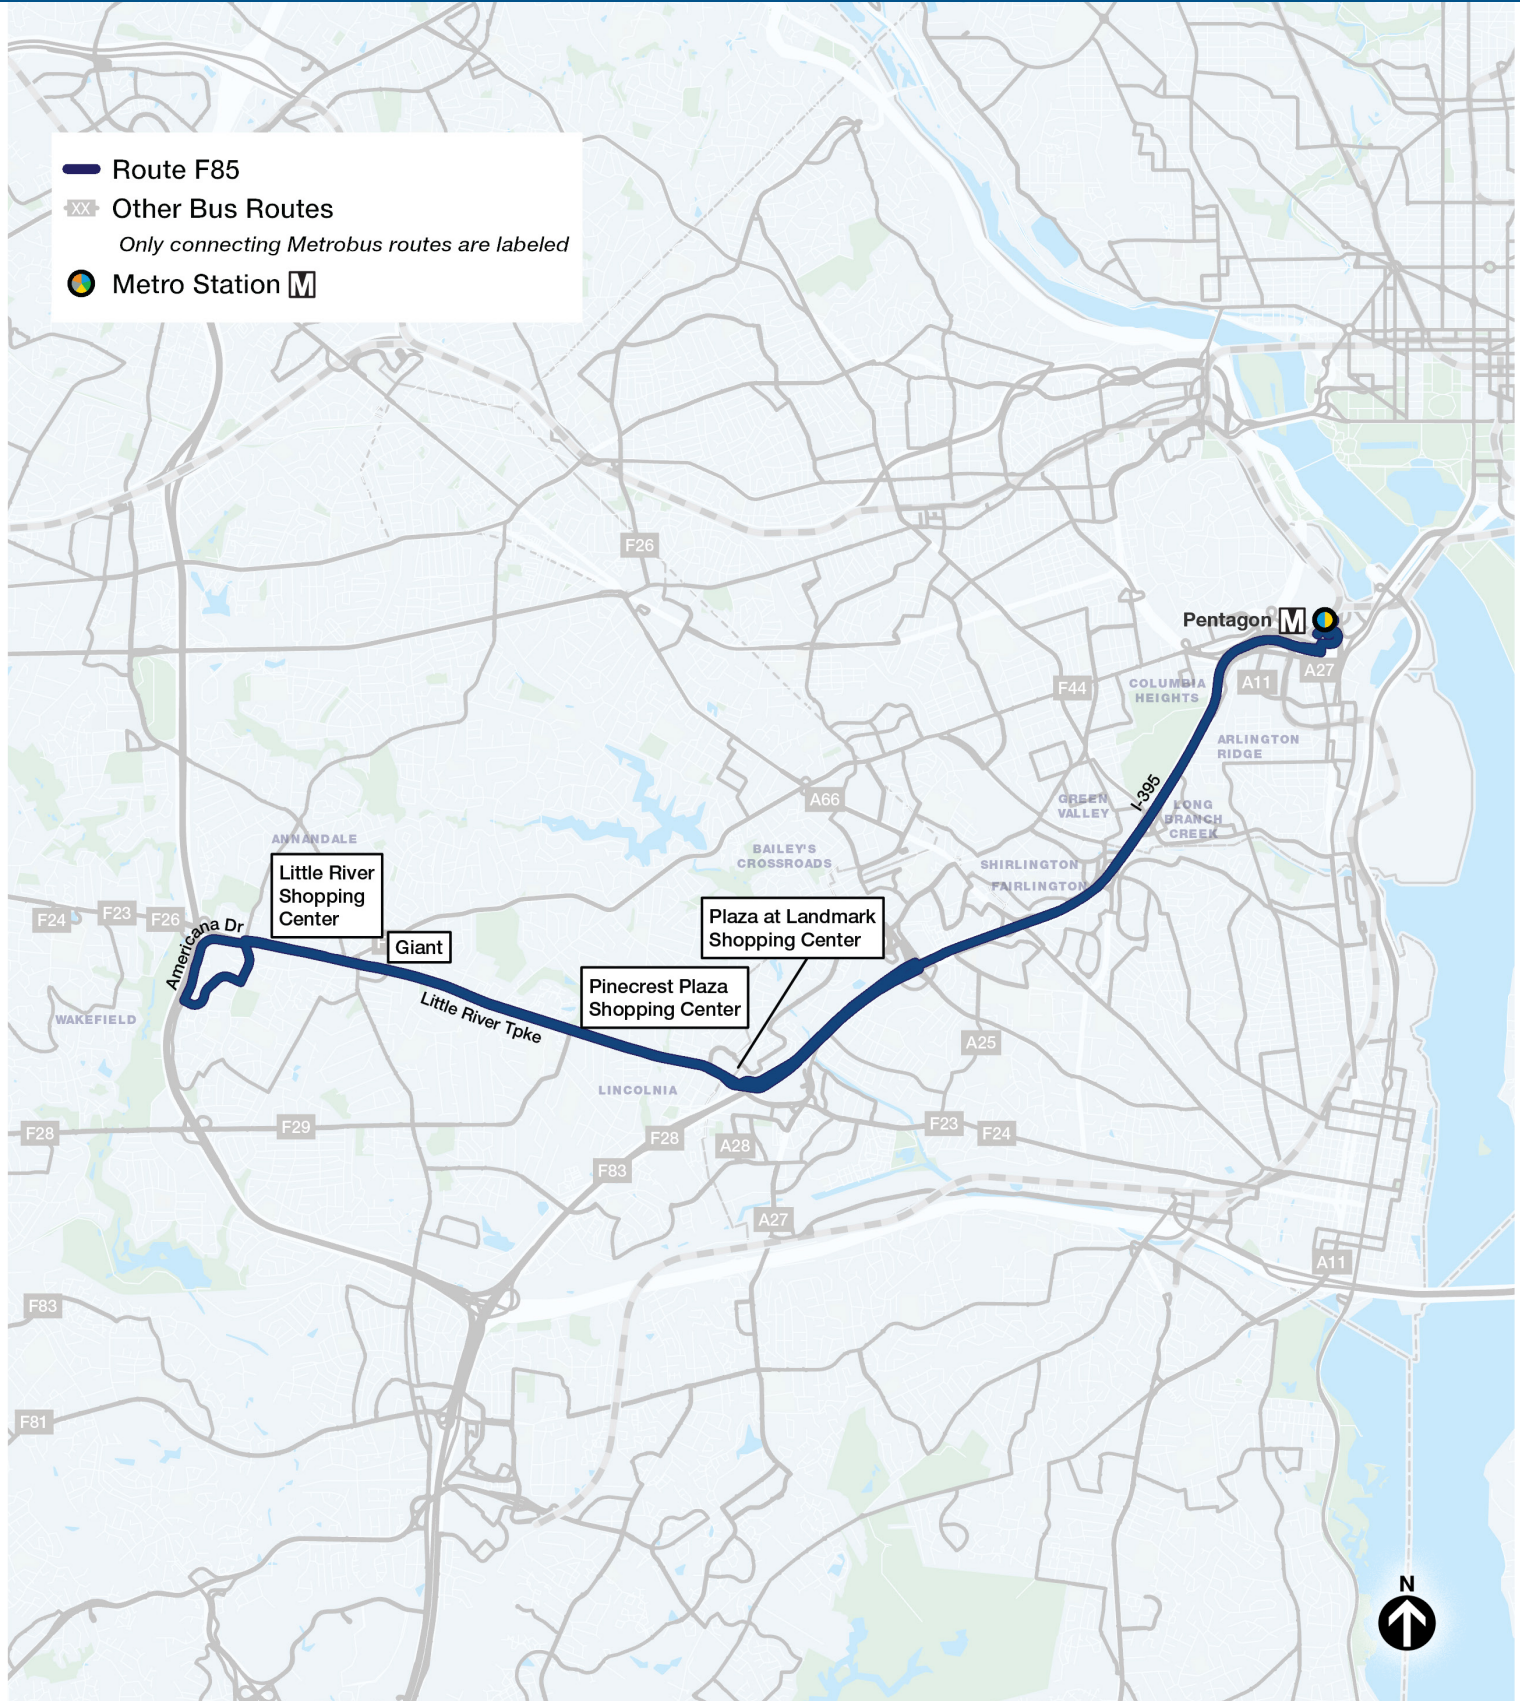 Route F85
XX Other Bus Routes
Only connecting Metrobus routes are labeled
Metro Station M
F26
Pentagon M
A27
A11
F44
COLUMBIA
HEIGHTS
ARLINGTON
RIDGE
I-395
A66
GREEN
VALLEY
LONG
BRANCH
CREEK
ANNANDALE
BAILEY'S
CROSSROADS
SHIRLINGTON
FAIRLINGTON
Little River
Shopping
Center
F24
F23
F26
Americana Dr
Giant
Plaza at Landmark
Shopping Center
Pinecrest Plaza
Shopping Center
Little River Tpke
WAKEFIELD
A25
LINCOLNIA
F28
F29
F28
A28
F23
F24
F83
A27
A11
F83
F81
N